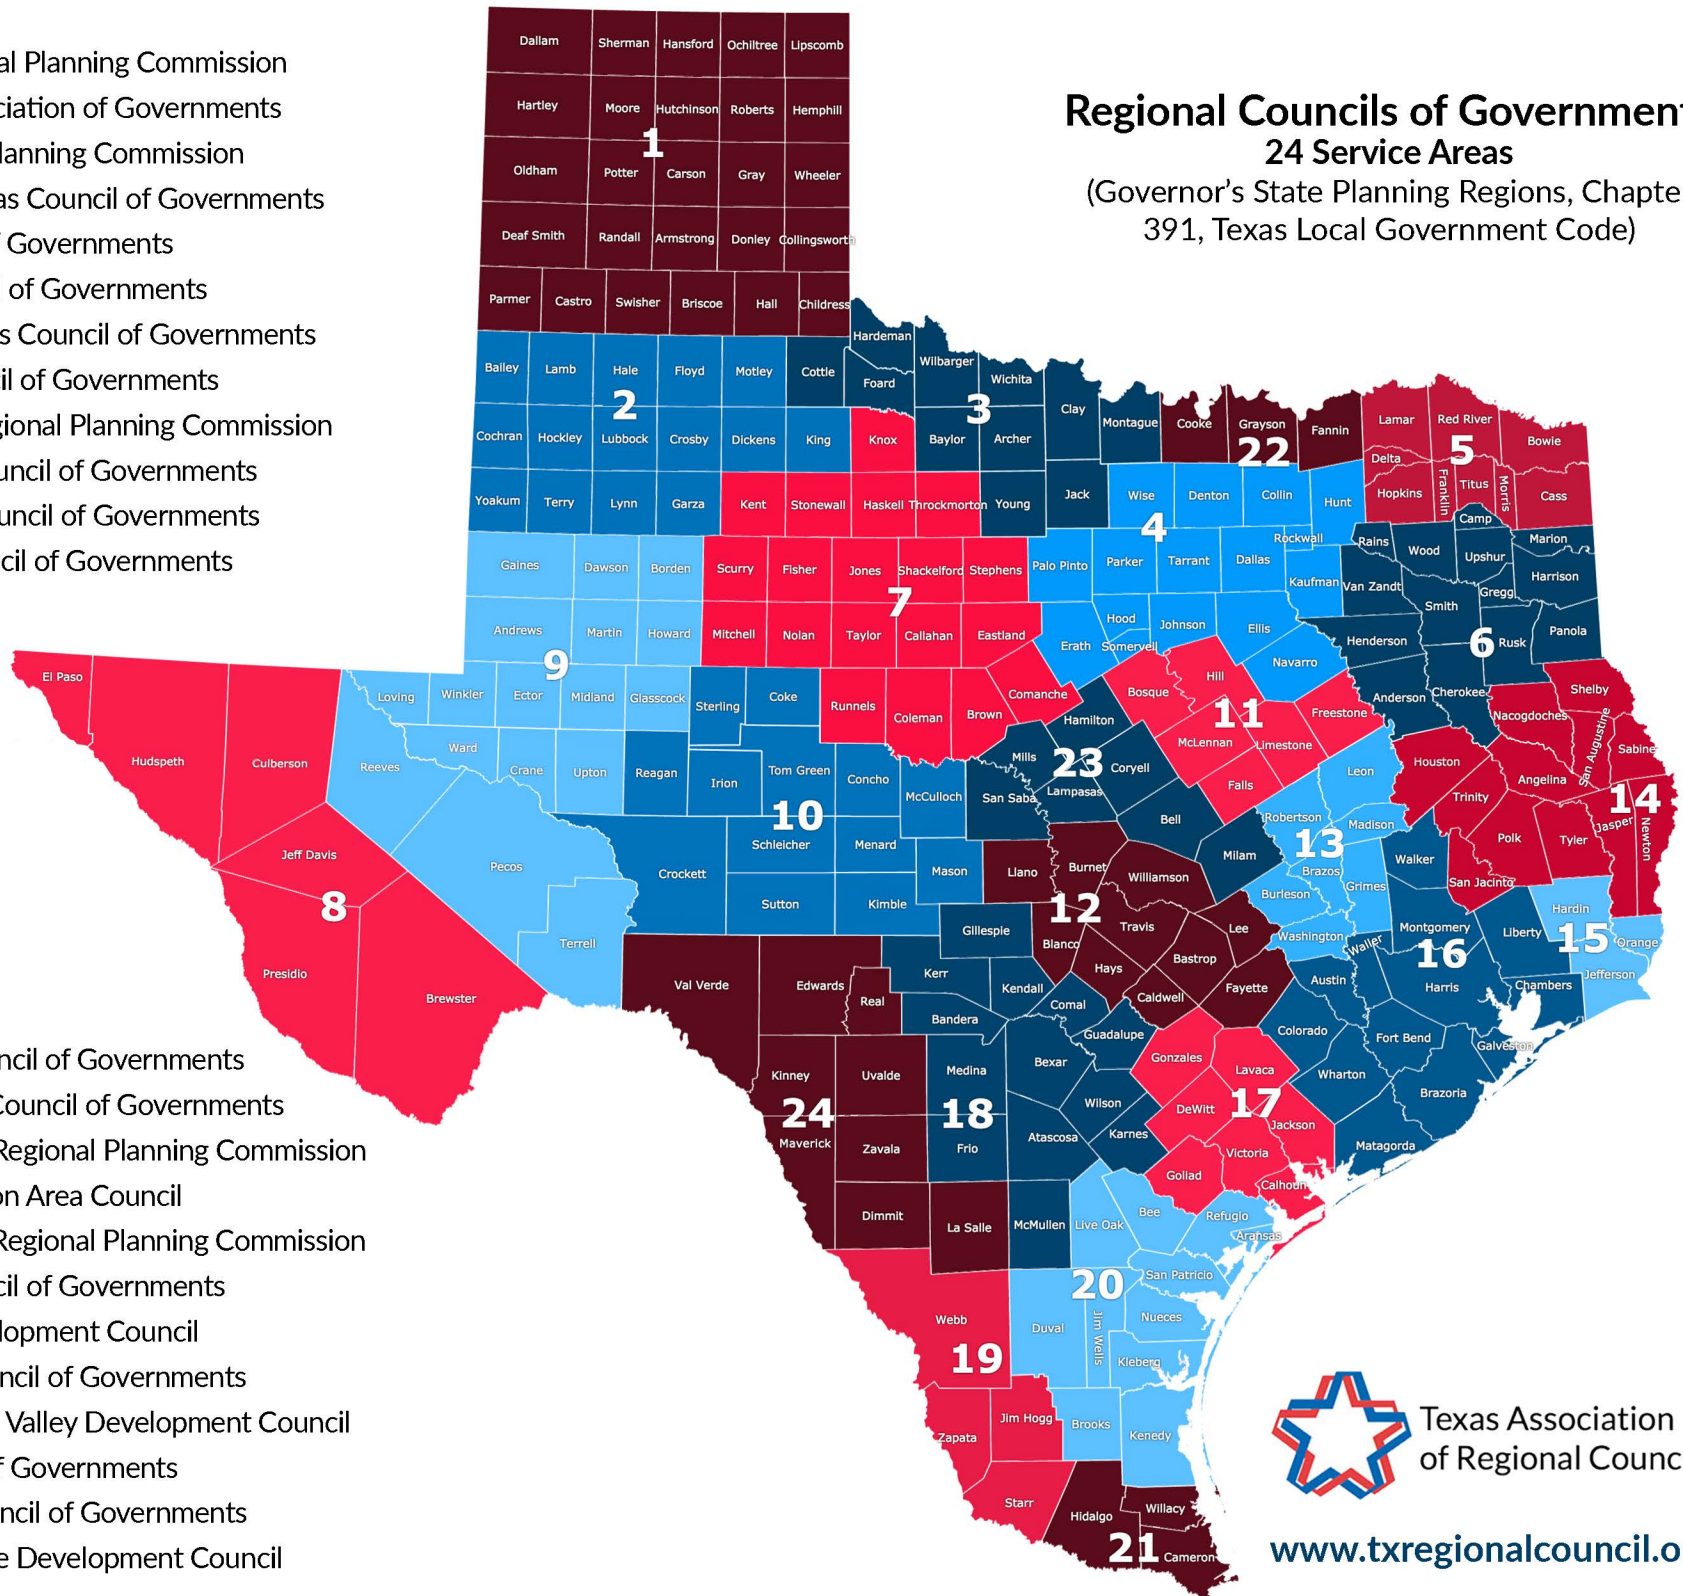 al Planning Commission
ciation of Governments
lanning Commission
as Council of Governments
f Governments
l of Governments
s Council of Governments
il of Governments
gional Planning Commission
uncil of Governments
uncil of Governments
cil of Governments
Regional Councils of Government
24 Service Areas
(Governor's State Planning Regions, Chapte
391, Texas Local Government Code)
Dallam Sherman Hansford Ochiltree Lipscomb
Hartley Moore Hutchinson Roberts Hemphill
1
Oldham Potter Carson Gray Wheeler
Deaf Smith Randall Armstrong Donley Collingsworth
Parmer Castro Swisher Briscoe Hall Childress
Hardeman
Bailey Lamb Hale Floyd Motley Cottle Foard Wilbarger Wichita
2
3
Clay Montague Cooke Grayson Fannin Lamar Red River Bowie
22
5
Cochran Hockley Lubbock Crosby Dickens King Knox Baylor Archer
Delta Hopkins Franklin Titus Morris Cass
Yoakum Terry Lynn Garza Kent Stonewall Haskell Throckmorton Young Jack Wise Denton Collin Hunt
4
Camp
Rockwall Rains Wood Upshur Marion
Gaines Dawson Borden Scurry Fisher Jones Shackelford Stephens Palo Pinto Parker Tarrant Dallas Kaufman Van Zandt Gregg Harrison
7
Smith
Andrews Martin Howard Mitchell Nolan Taylor Callahan Eastland Erath Hood Somervell Johnson Ellis Henderson Rusk Panola
6
9
Navarro
El Paso Loving Winkler Ector Midland Glasscock Sterling Coke Runnels Coleman Brown Comanche Bosque Hill Freestone Anderson Cherokee Nacogdoches Shelby
11
Hamilton
San Augustine Sabine
Hudspeth Culberson Reeves Ward Crane Upton Reagan Irion Tom Green Concho McCulloch Mills San Saba Lampasas Coryell McLennan Limestone Falls Leon Houston Angelina
23
Trinity
10
14
Robertson Madison
Bell
13
Polk Tyler Jasper Newton
Jeff Davis Pecos Crockett Schleicher Menard Mason Llano Burnet Williamson Milam Brazos Walker
San Jacinto
Sutton Kimble
Burleson Grimes
8
12
Travis Lee
Hardin
Terrell Gillespie Blanco Washington Montgomery Liberty Orange
15
Waller
16
Presidio Brewster Val Verde Edwards Real Kerr Kendall Hays Bastrop Austin Harris Chambers Jefferson
Bandera Comal Caldwell Fayette
Guadalupe Colorado Fort Bend Galveston
Kinney Uvalde Medina Bexar Gonzales Lavaca Wharton Brazoria
24
18
Wilson DeWitt
17
Jackson
Maverick Zavala Frio Atascosa Karnes Victoria Matagorda
Goliad Calhoun
Dimmit La Salle McMullen Live Oak Bee Refugio Aransas
20
San Patricio
Webb Duval Jim Wells Nueces
19
Kleberg
Zapata Jim Hogg Brooks Kenedy
Starr Hidalgo Willacy
21
Cameron
ncil of Governments
Council of Governments
Regional Planning Commission
on Area Council
Regional Planning Commission
cil of Governments
lopment Council
ncil of Governments
Valley Development Council
f Governments
ncil of Governments
e Development Council
Texas Association
of Regional Counc
www.txregionalcouncil.o